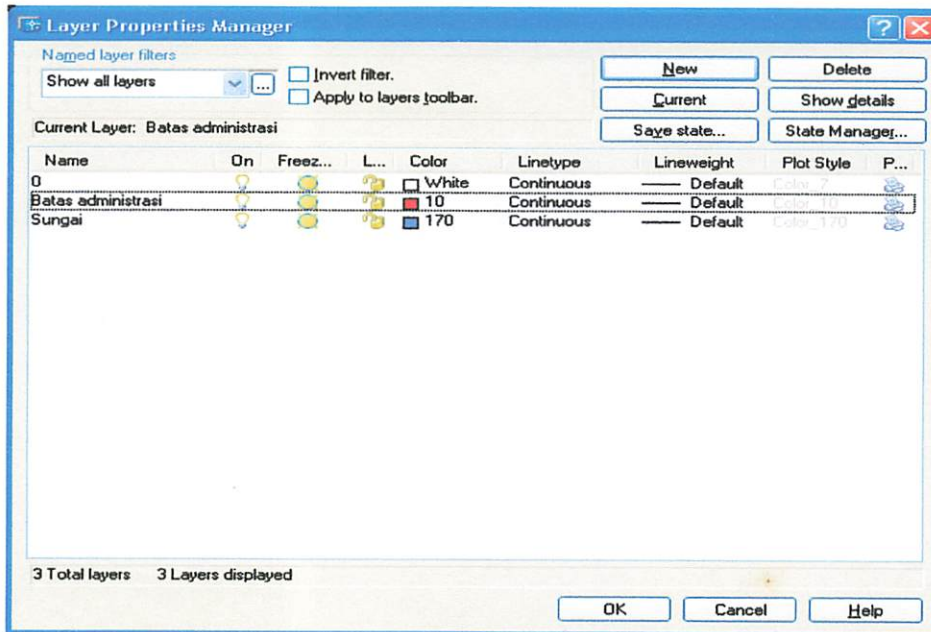 Layer Properties Manager
Named layer filters
Show all layers
...
Invert filter.
Apply to layers toolbar.
New
Delete
Current
Show details
Save state...
State Manager...
Current Layer: Batas administrasi
Name On Freez... L... Color Linetype Lineweight Plot Style P...
0 White Continuous Default Color_7
Batas administrasi 10 Continuous Default Color_10
Sungai 170 Continuous Default Color_170
3 Total layers 3 Layers displayed
OK Cancel Help